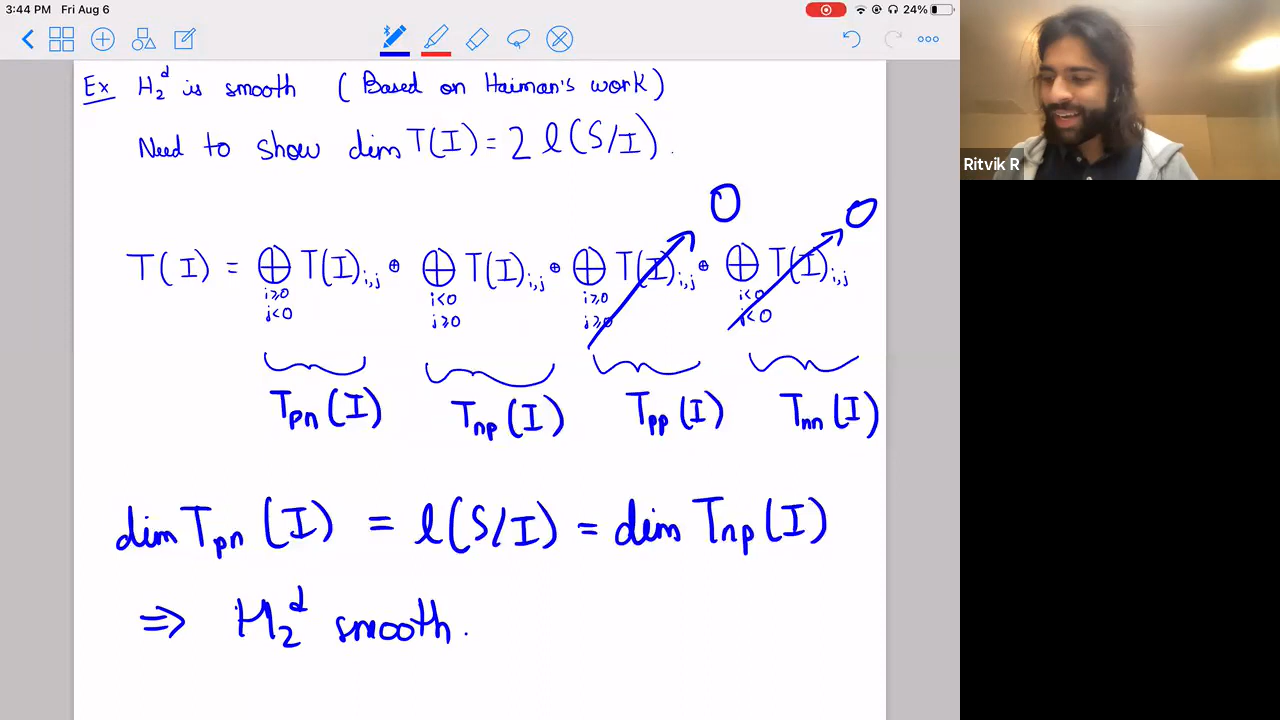 3:44 PM Fri Aug 6 24%
Ex H₂ᵈ is smooth (Based on Haiman's work)
Need to show dim T(I) = 2 l(S/I).
0 0
T(I) = ⊕ T(I)i,j ⊕ ⊕ T(I)i,j ⊕ ⊕ T(I)i,j ⊕ ⊕ T(I)i,j
i≥0 i<0 i≥0 i<0
j<0 j≥0 j≥0 j<0
Tpn(I) Tnp(I) Tpp(I) Tnn(I)
dim Tpn(I) = l(S/I) = dim Tnp(I)
⇒ H₂ᵈ smooth.
Ritvik R